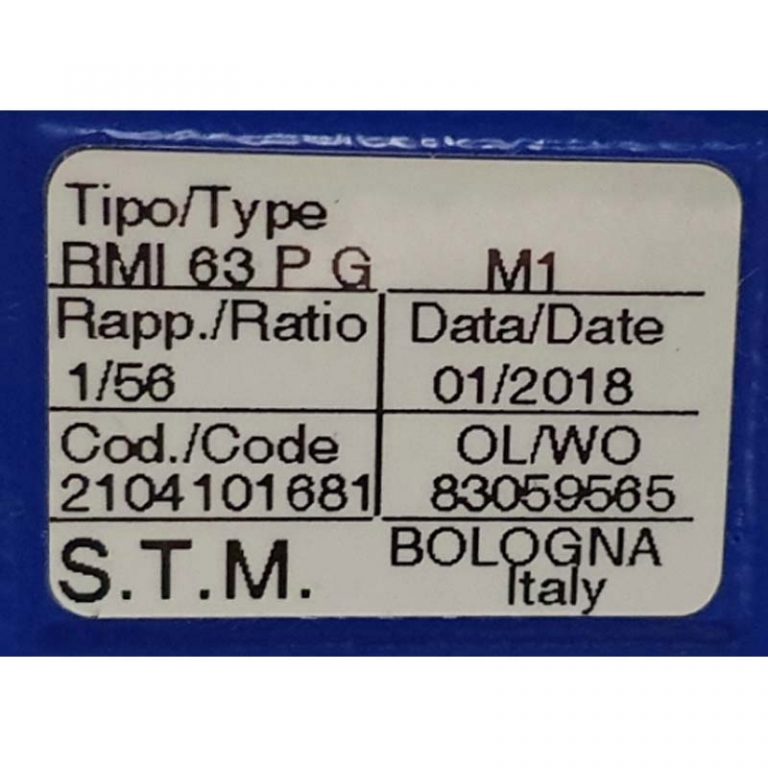 Tipo/Type
RMI 63 P G M1
Rapp./Ratio Data/Date
1/56 01/2018
Cod./Code OL/WO
2104101681 83059565
S.T.M. BOLOGNA
Italy